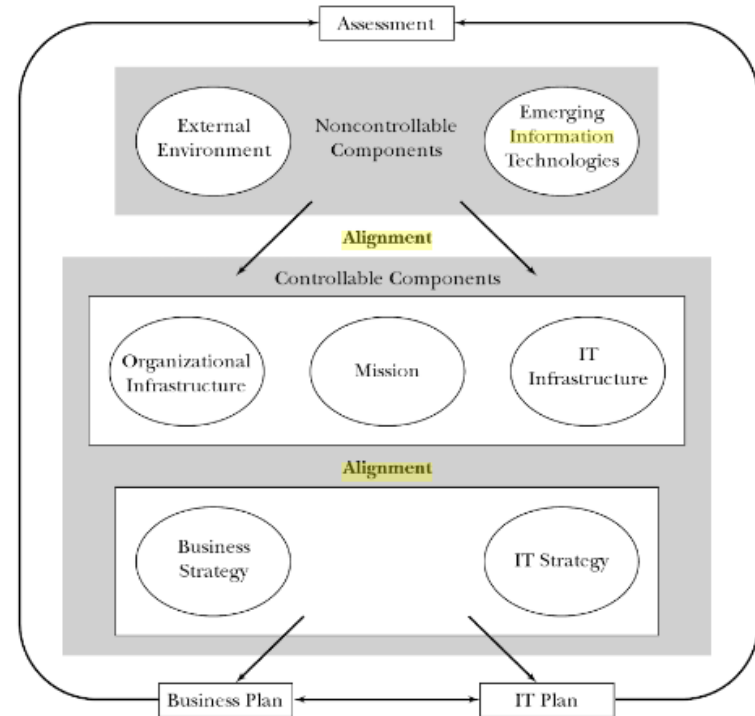 Assessment
External
Environment
Noncontrollable
Components
Emerging
Information
Technologies
Alignment
Controllable Components
Organizational
Infrastructure
Mission
IT
Infrastructure
Alignment
Business
Strategy
IT Strategy
Business Plan
IT Plan